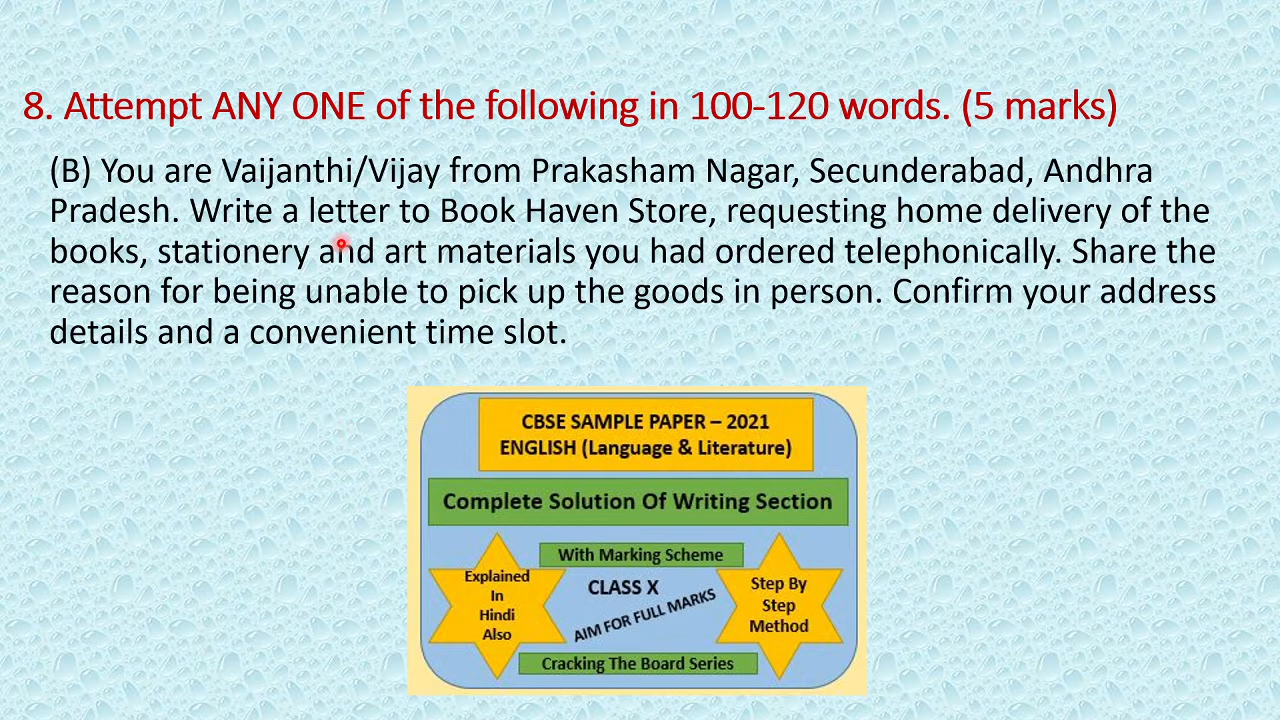 8. Attempt ANY ONE of the following in 100-120 words. (5 marks)
(B) You are Vaijanthi/Vijay from Prakasham Nagar, Secunderabad, Andhra
Pradesh. Write a letter to Book Haven Store, requesting home delivery of the
books, stationery and art materials you had ordered telephonically. Share the
reason for being unable to pick up the goods in person. Confirm your address
details and a convenient time slot.
CBSE SAMPLE PAPER – 2021
ENGLISH (Language & Literature)
Complete Solution Of Writing Section
With Marking Scheme
Explained
In
Hindi
Also
CLASS X
AIM FOR FULL MARKS
Step By
Step
Method
Cracking The Board Series